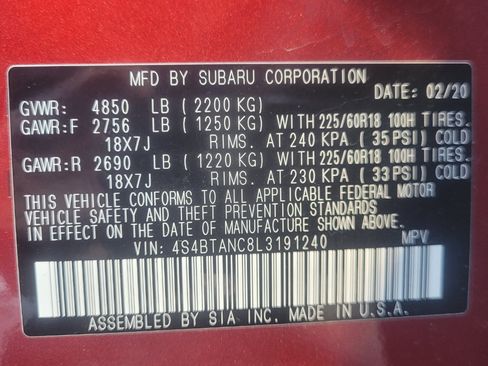 MFD BY SUBARU CORPORATION
DATE: 02/20
GVWR: 4850 LB (2200 KG)
GAWR:F 2756 LB (1250 KG) WITH 225/60R18 100H TIRES.
18X7J RIMS. AT 240 KPA (35 PSI) COLD
GAWR:R 2690 LB (1220 KG) WITH 225/60R18 100H TIRES.
18X7J RIMS. AT 230 KPA (33 PSI) COLD
THIS VEHICLE CONFORMS TO ALL APPLICABLE FEDERAL MOTOR
VEHICLE SAFETY AND THEFT PREVENTION STANDARDS
IN EFFECT ON THE DATE OF MANUFACTURE SHOWN ABOVE.
VIN: 4S4BTANC8L3191240 MPV
ASSEMBLED BY SIA INC. MADE IN U.S.A.